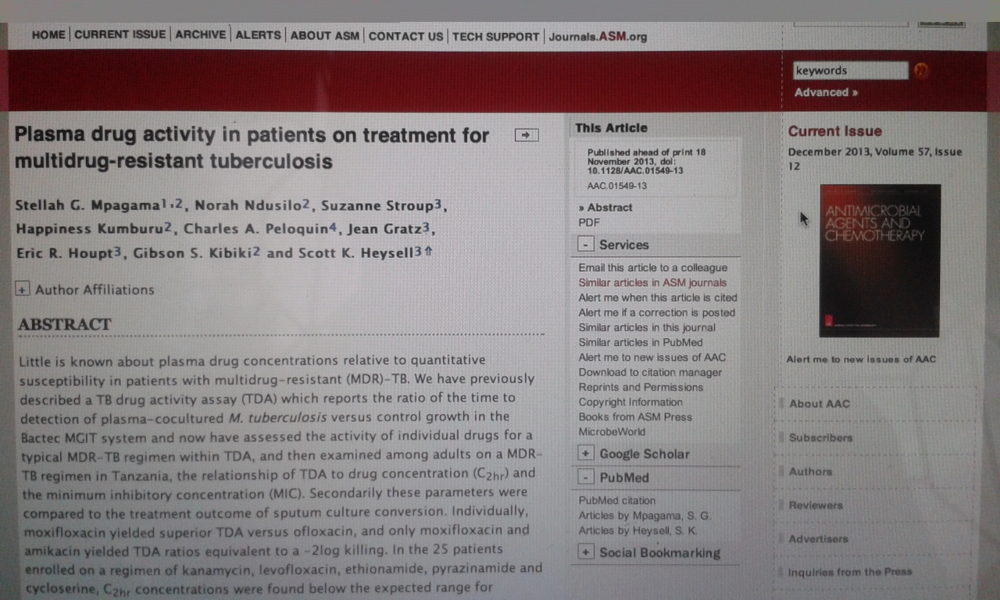 HOME | CURRENT ISSUE | ARCHIVE | ALERTS | ABOUT ASM | CONTACT US | TECH SUPPORT | Journals.ASM.org
keywords
Advanced »
Plasma drug activity in patients on treatment for
multidrug-resistant tuberculosis
Stellah G. Mpagama1,2, Norah Ndusilo2, Suzanne Stroup3,
Happiness Kumburu2, Charles A. Peloquin4, Jean Gratz3,
Eric R. Houpt3, Gibson S. Kibiki2 and Scott K. Heysell3⇑
+ Author Affiliations
ABSTRACT
Little is known about plasma drug concentrations relative to quantitative
susceptibility in patients with multidrug-resistant (MDR)-TB. We have previously
described a TB drug activity assay (TDA) which reports the ratio of the time to
detection of plasma-cocultured M. tuberculosis versus control growth in the
Bactec MGIT system and now have assessed the activity of individual drugs for a
typical MDR-TB regimen within TDA, and then examined among adults on a MDR-
TB regimen in Tanzania, the relationship of TDA to drug concentration (C2hr) and
the minimum inhibitory concentration (MIC). Secondarily these parameters were
compared to the treatment outcome of sputum culture conversion. Individually,
moxifloxacin yielded superior TDA versus ofloxacin, and only moxifloxacin and
amikacin yielded TDA ratios equivalent to a -2log killing. In the 25 patients
enrolled on a regimen of kanamycin, levofloxacin, ethionamide, pyrazinamide and
cycloserine, C2hr concentrations were found below the expected range for
This Article
Published ahead of print 18
November 2013, doi:
10.1128/AAC.01549-13
AAC.01549-13
» Abstract
PDF
- Services
Email this article to a colleague
Similar articles in ASM journals
Alert me when this article is cited
Alert me if a correction is posted
Similar articles in this journal
Similar articles in PubMed
Alert me to new issues of AAC
Download to citation manager
Reprints and Permissions
Copyright Information
Books from ASM Press
MicrobeWorld
+ Google Scholar
- PubMed
PubMed citation
Articles by Mpagama, S. G.
Articles by Heysell, S. K.
+ Social Bookmarking
Current Issue
December 2013, Volume 57, Issue
12
ANTIMICROBIAL
AGENTS AND
CHEMOTHERAPY
Alert me to new issues of AAC
About AAC
Subscribers
Authors
Reviewers
Advertisers
Inquiries from the Press